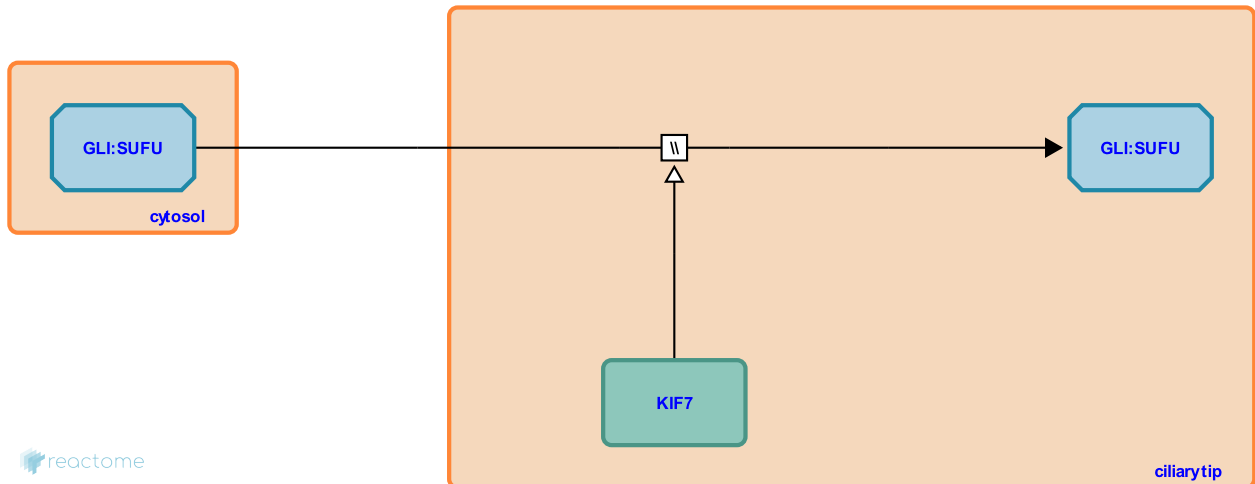 GLI:SUFU
\\
GLI:SUFU
cytosol
KIF7
reactome
ciliary tip